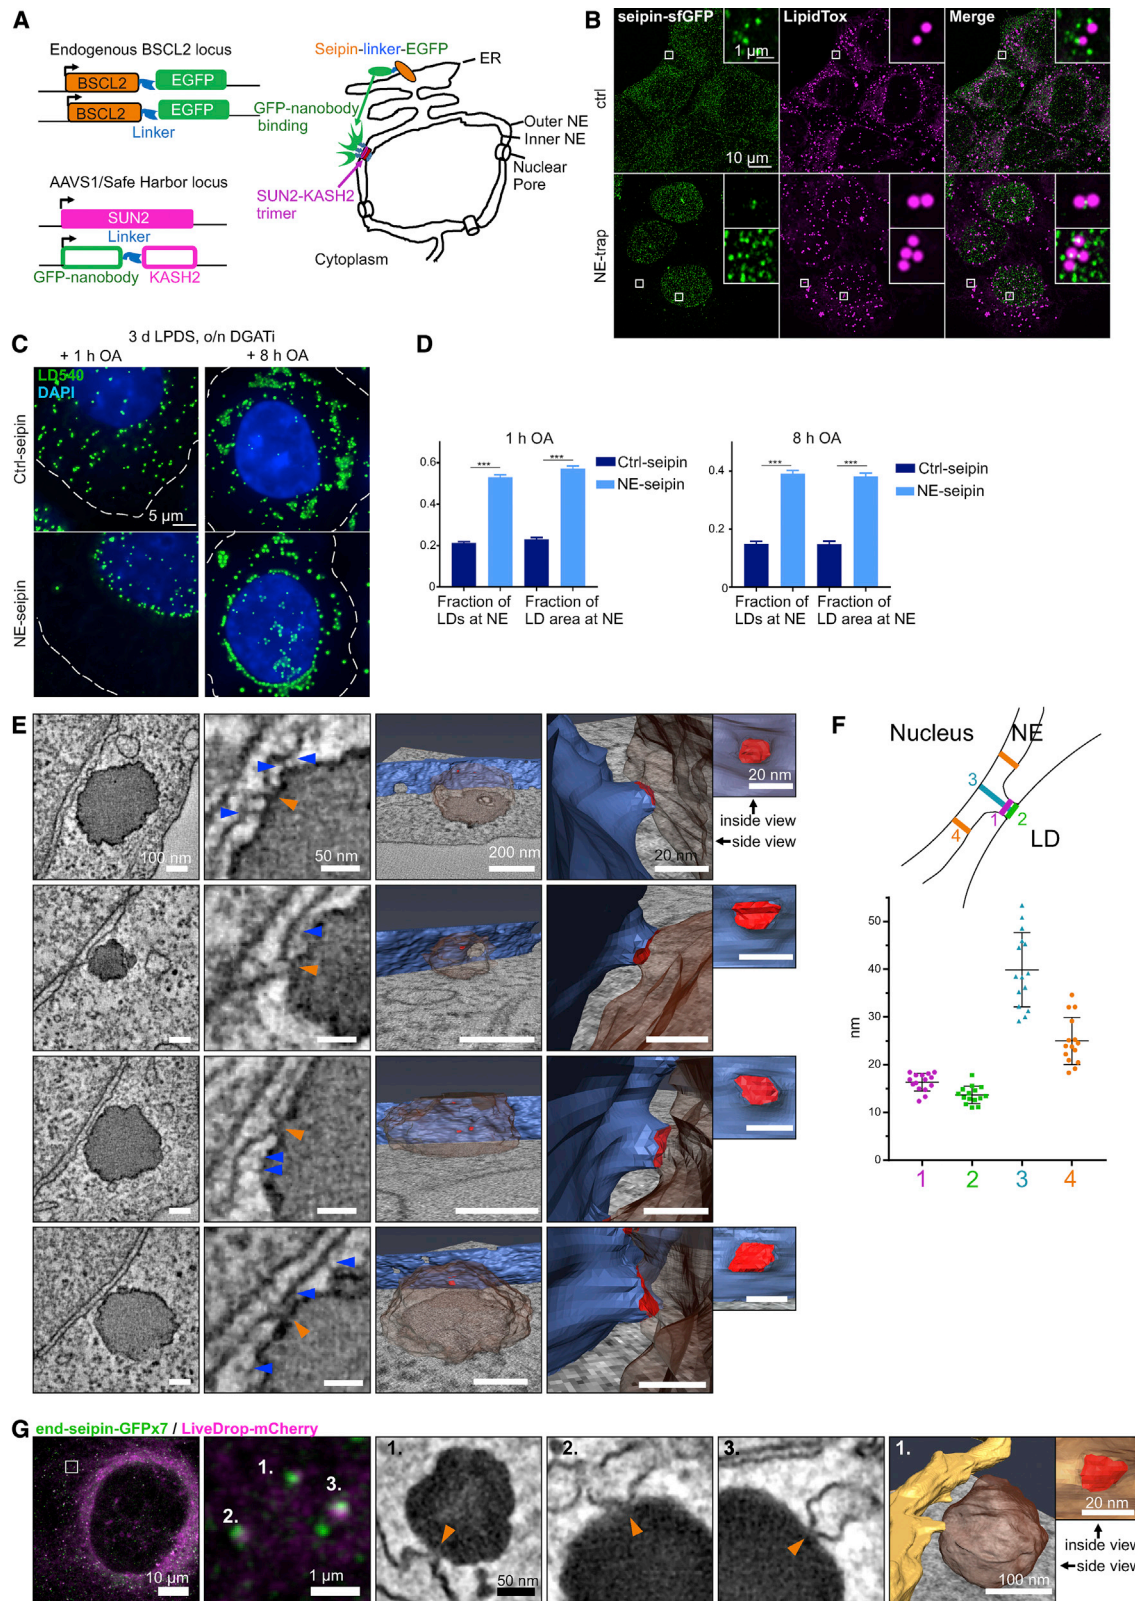 A
Endogenous BSCL2 locus
BSCL2
EGFP
BSCL2
EGFP
Linker
AAVS1/Safe Harbor locus
SUN2
Linker
GFP-nanobody
KASH2
Seipin-linker-EGFP
ER
GFP-nanobody
binding
Outer NE
Inner NE
Nuclear
Pore
SUN2-KASH2
trimer
Cytoplasm
B
seipin-sfGFP
LipidTox
Merge
1 µm
ctrl
10 µm
NE-trap
C
3 d LPDS, o/n DGATi
+ 1 h OA
+ 8 h OA
LD540
DAPI
Ctrl-seipin
5 µm
NE-seipin
D
1 h OA
0.6
0.4
0.2
0
***
***
Ctrl-seipin
NE-seipin
Fraction of
LDs at NE
Fraction of
LD area at NE
8 h OA
0.4
0.2
0
***
***
Ctrl-seipin
NE-seipin
Fraction of
LDs at NE
Fraction of
LD area at NE
E
100 nm
50 nm
200 nm
20 nm
20 nm
inside view
side view
F
Nucleus
NE
3
1
2
4
LD
50
40
30
20
10
0
nm
1
2
3
4
G
end-seipin-GFPx7 / LiveDrop-mCherry
10 µm
1.
2.
3.
1 µm
1.
50 nm
2.
3.
1.
100 nm
20 nm
inside view
side view